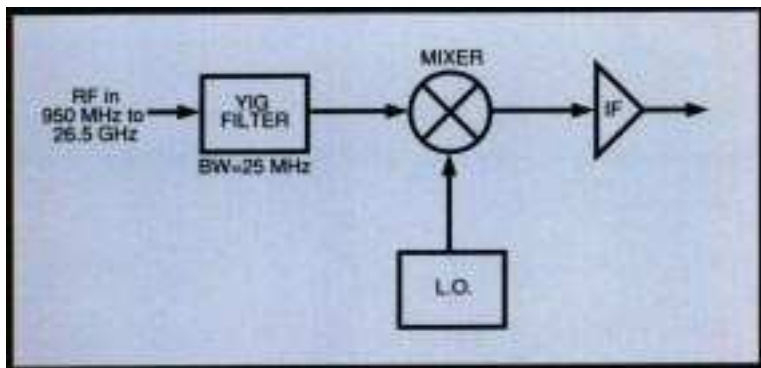 MIXER
RF in
950 MHz to
26.5 GHz
YIG
FILTER
BW=25 MHz
IF
L.O.